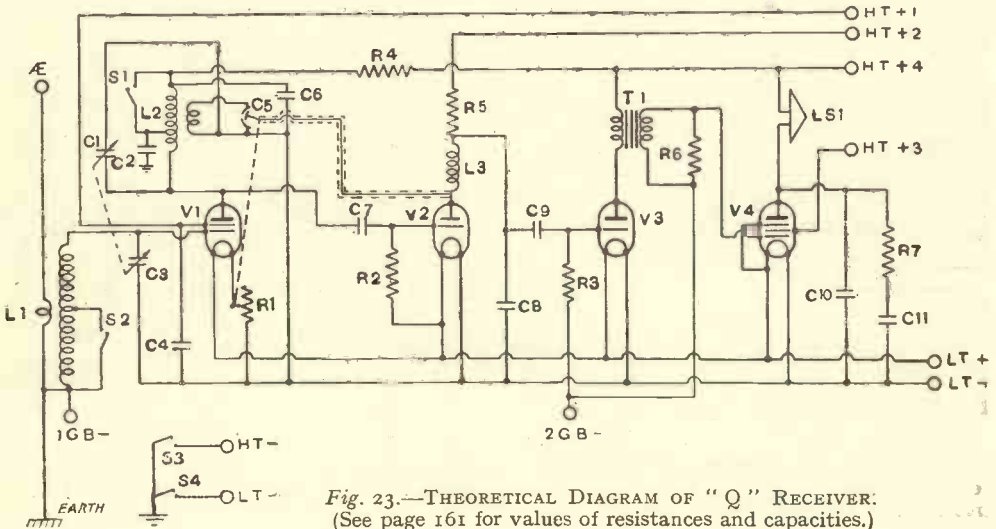 HT+1
HT+2
Æ
R4
HT+4
S1
L2
C5
C6
R5
T1
LS1
C1
C2
L3
R6
HT+3
V1
C7
V2
C9
V3
V4
C3
R2
R3
R7
L1
S2
R1
C8
C10
C4
C11
LT+
LT-
1GB-
2GB-
S3
HT-
S4
LT-
EARTH
Fig. 23.—THEORETICAL DIAGRAM OF "Q" RECEIVER.
(See page 161 for values of resistances and capacities.)